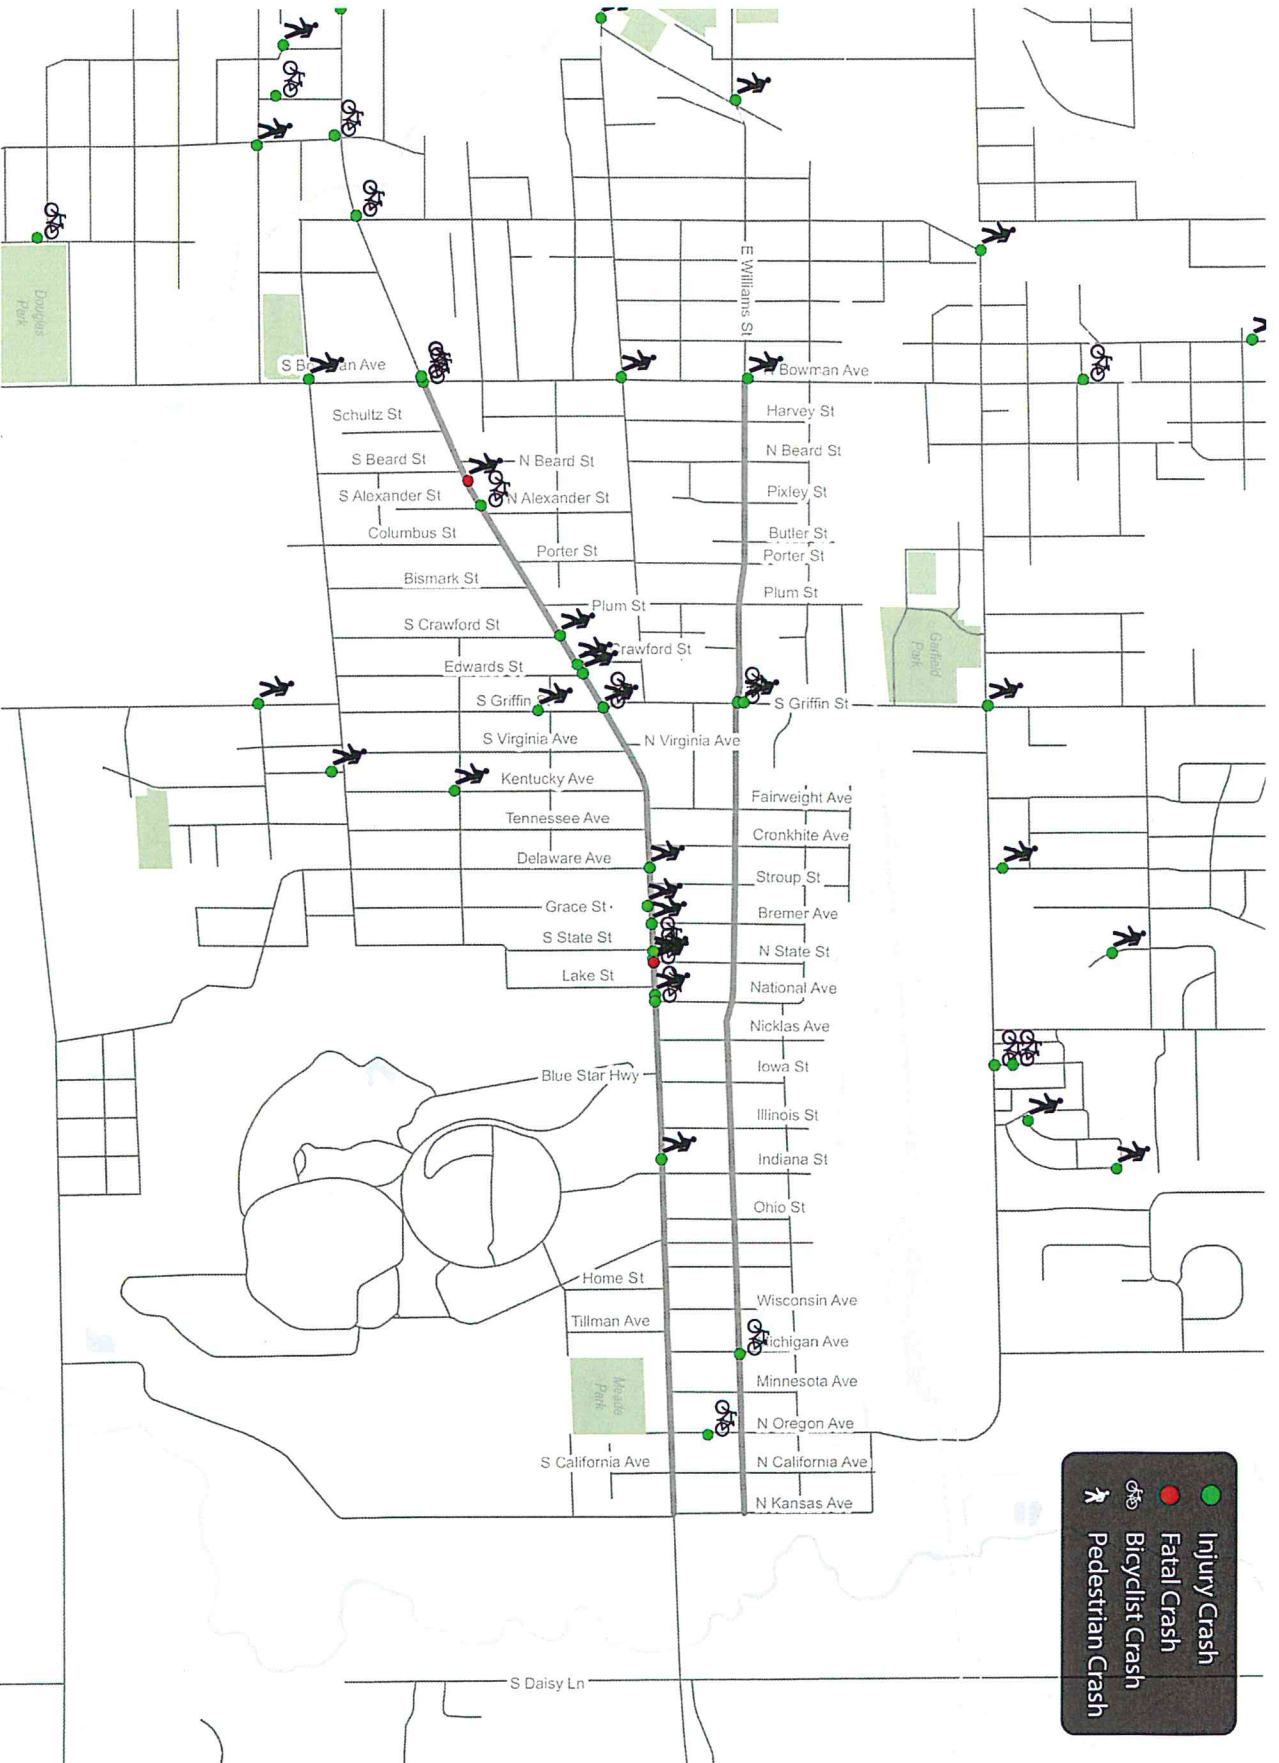 E Williams St
Douglas
Park
S Bowman Ave
N Bowman Ave
Schultz St
Harvey St
S Beard St
N Beard St
N Beard St
S Alexander St
N Alexander St
Pixley St
Columbus St
Butler St
Porter St
Porter St
Bismark St
Plum St
Plum St
S Crawford St
Crawford St
Garfield
Park
Edwards St
S Griffin
S Griffin St
S Virginia Ave
N Virginia Ave
Kentucky Ave
Fairweight Ave
Tennessee Ave
Cronkhite Ave
Delaware Ave
Stroup St
Grace St
Bremer Ave
S State St
N State St
Lake St
National Ave
Nicklas Ave
Blue Star Hwy
Iowa St
Illinois St
Indiana St
Ohio St
Home St
Wisconsin Ave
Tillman Ave
Michigan Ave
Meade
Park
Minnesota Ave
N Oregon Ave
S California Ave
N California Ave
N Kansas Ave
Injury Crash
Fatal Crash
Bicyclist Crash
Pedestrian Crash
S Daisy Ln